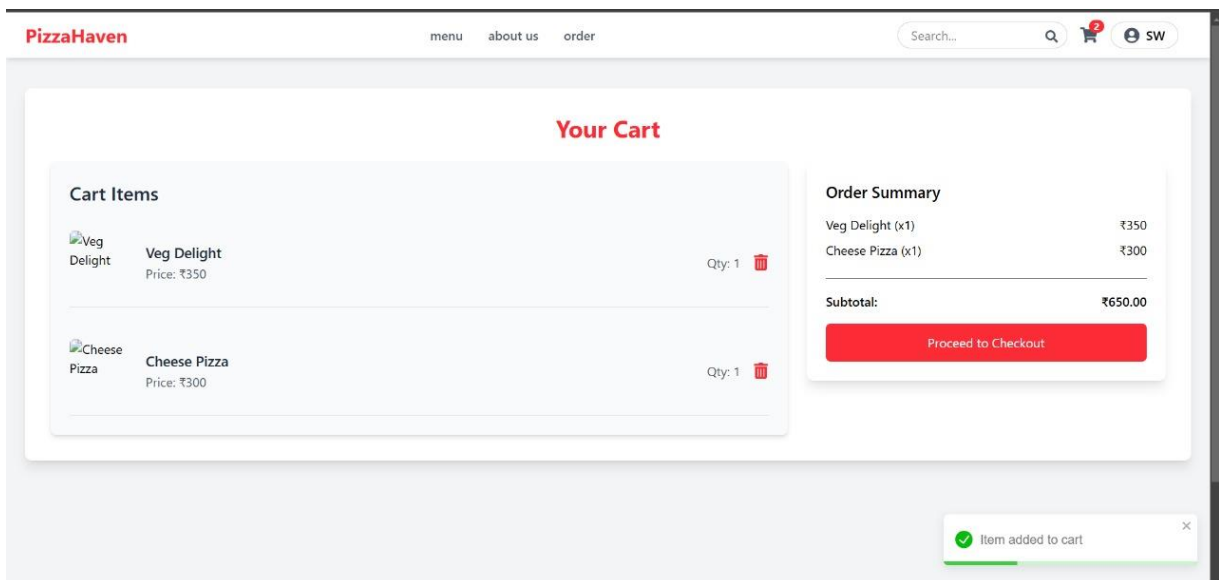 PizzaHaven
menu about us order
Search...
2
SW
Your Cart
Cart Items
Veg Delight
Veg Delight
Price: ₹350
Qty: 1
Cheese Pizza
Cheese Pizza
Price: ₹300
Qty: 1
Order Summary
Veg Delight (x1) ₹350
Cheese Pizza (x1) ₹300
Subtotal: ₹650.00
Proceed to Checkout
Item added to cart